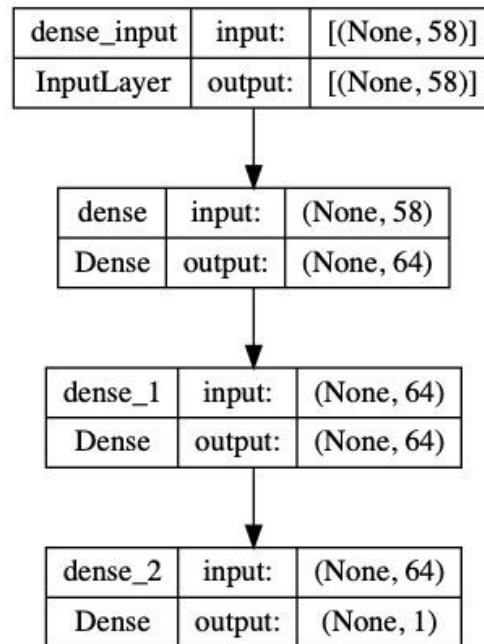 dense_input input: [(None, 58)]
InputLayer output: [(None, 58)]
dense input: (None, 58)
Dense output: (None, 64)
dense_1 input: (None, 64)
Dense output: (None, 64)
dense_2 input: (None, 64)
Dense output: (None, 1)